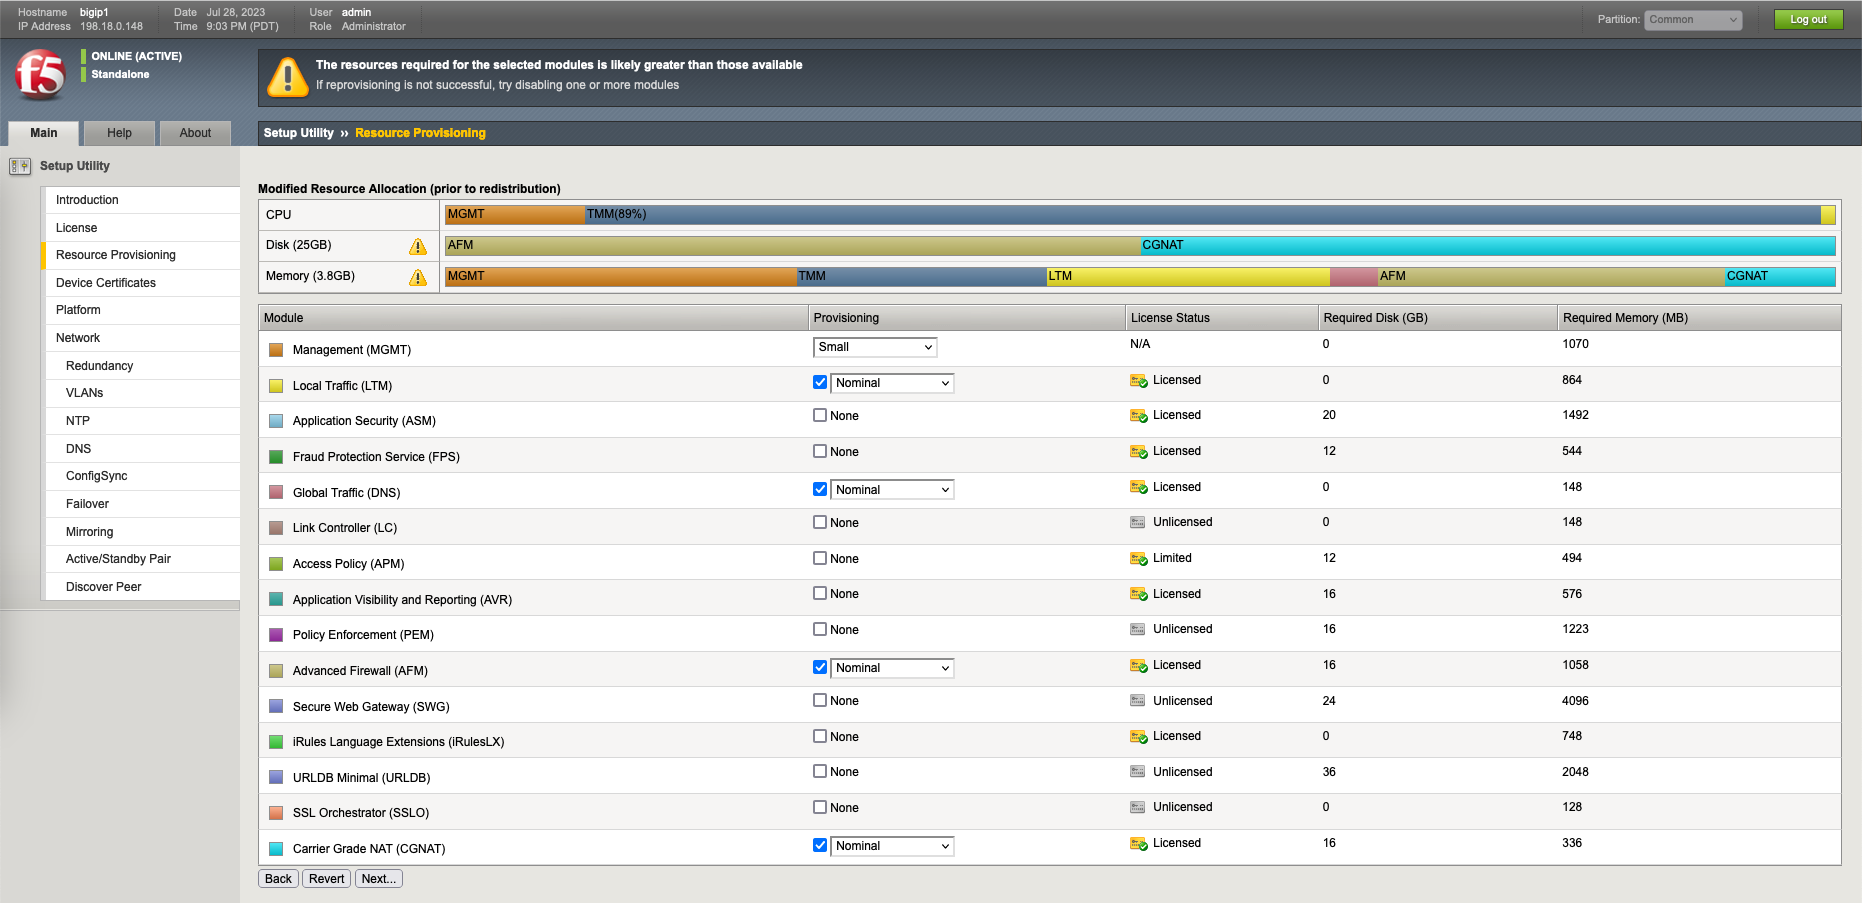 Hostname bigip1 Date Jul 28, 2023 User admin
IP Address 198.18.0.148 Time 9:03 PM (PDT) Role Administrator
Partition: Common Log out
f5
ONLINE (ACTIVE)
Standalone
The resources required for the selected modules is likely greater than those available
If reprovisioning is not successful, try disabling one or more modules
Main Help About
Setup Utility ›› Resource Provisioning
Setup Utility
Introduction
License
Resource Provisioning
Device Certificates
Platform
Network
Redundancy
VLANs
NTP
DNS
ConfigSync
Failover
Mirroring
Active/Standby Pair
Discover Peer
Modified Resource Allocation (prior to redistribution)
CPU MGMT TMM(89%)
Disk (25GB) AFM CGNAT
Memory (3.8GB) MGMT TMM LTM AFM CGNAT
Module Provisioning License Status Required Disk (GB) Required Memory (MB)
Management (MGMT) Small N/A 0 1070
Local Traffic (LTM) Nominal Licensed 0 864
Application Security (ASM) None Licensed 20 1492
Fraud Protection Service (FPS) None Licensed 12 544
Global Traffic (DNS) Nominal Licensed 0 148
Link Controller (LC) None Unlicensed 0 148
Access Policy (APM) None Limited 12 494
Application Visibility and Reporting (AVR) None Licensed 16 576
Policy Enforcement (PEM) None Unlicensed 16 1223
Advanced Firewall (AFM) Nominal Licensed 16 1058
Secure Web Gateway (SWG) None Unlicensed 24 4096
iRules Language Extensions (iRulesLX) None Licensed 0 748
URLDB Minimal (URLDB) None Unlicensed 36 2048
SSL Orchestrator (SSLO) None Unlicensed 0 128
Carrier Grade NAT (CGNAT) Nominal Licensed 16 336
Back Revert Next...